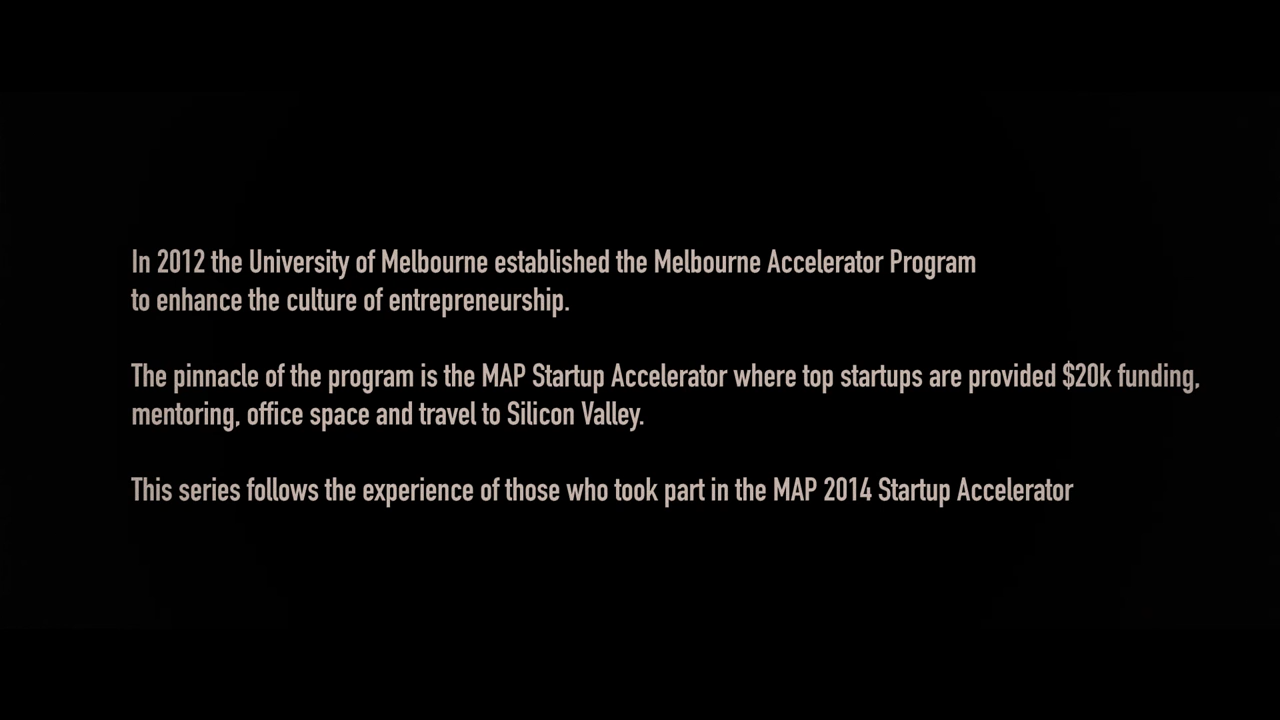 In 2012 the University of Melbourne established the Melbourne Accelerator Program
to enhance the culture of entrepreneurship.
The pinnacle of the program is the MAP Startup Accelerator where top startups are provided $20k funding,
mentoring, office space and travel to Silicon Valley.
This series follows the experience of those who took part in the MAP 2014 Startup Accelerator